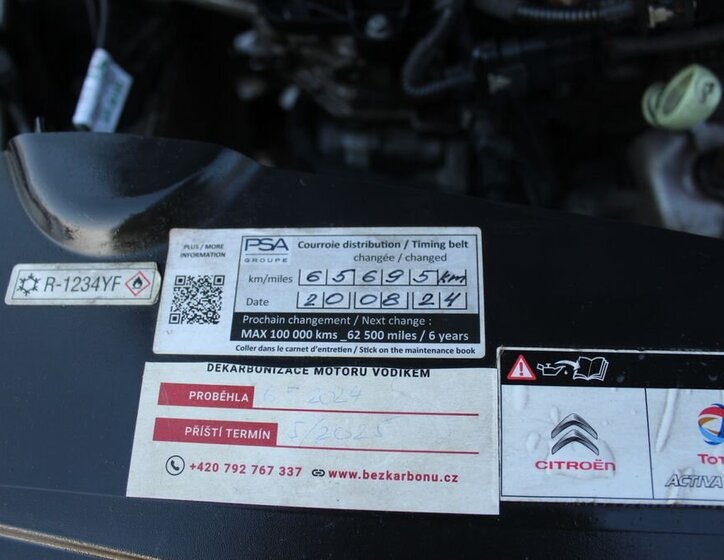 R-1234YF
PLUS / MORE
INFORMATION
PSA
GROUPE
Courroie distribution / Timing belt
changée / changed
km/miles 65695 km
Date 20 08 24
Prochain changement / Next change :
MAX 100 000 kms _62 500 miles / 6 years
Coller dans le carnet d'entretien / Stick on the maintenance book
DEKARBONIZACE MOTORU VODÍKEM
PROBĚHLA 2024
PŘÍŠTÍ TERMÍN 5/2025
+420 792 767 337 www.bezkarbonu.cz
CITROËN
TOT
ACTIVA